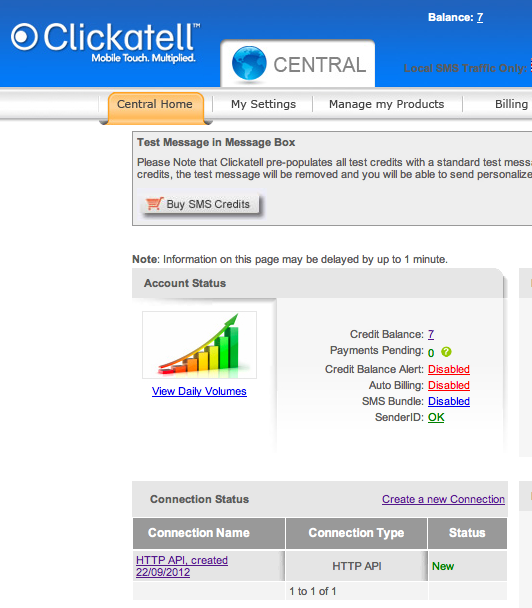 Balance: 7
Clickatell™
Mobile Touch. Multiplied.
CENTRAL
Local SMS Traffic Only:
Central Home
My Settings
Manage my Products
Billing
Test Message in Message Box
Please Note that Clickatell pre-populates all test credits with a standard test
credits, the test message will be removed and you will be able to send
Buy SMS Credits
Note: Information on this page may be delayed by up to 1 minute.
Account Status
View Daily Volumes
Credit Balance: 7
Payments Pending: 0 ?
Credit Balance Alert: Disabled
Auto Billing: Disabled
SMS Bundle: Disabled
SenderID: OK
Connection Status
Create a new Connection
Connection Name
Connection Type
Status
HTTP API, created
22/09/2012
HTTP API
New
1 to 1 of 1